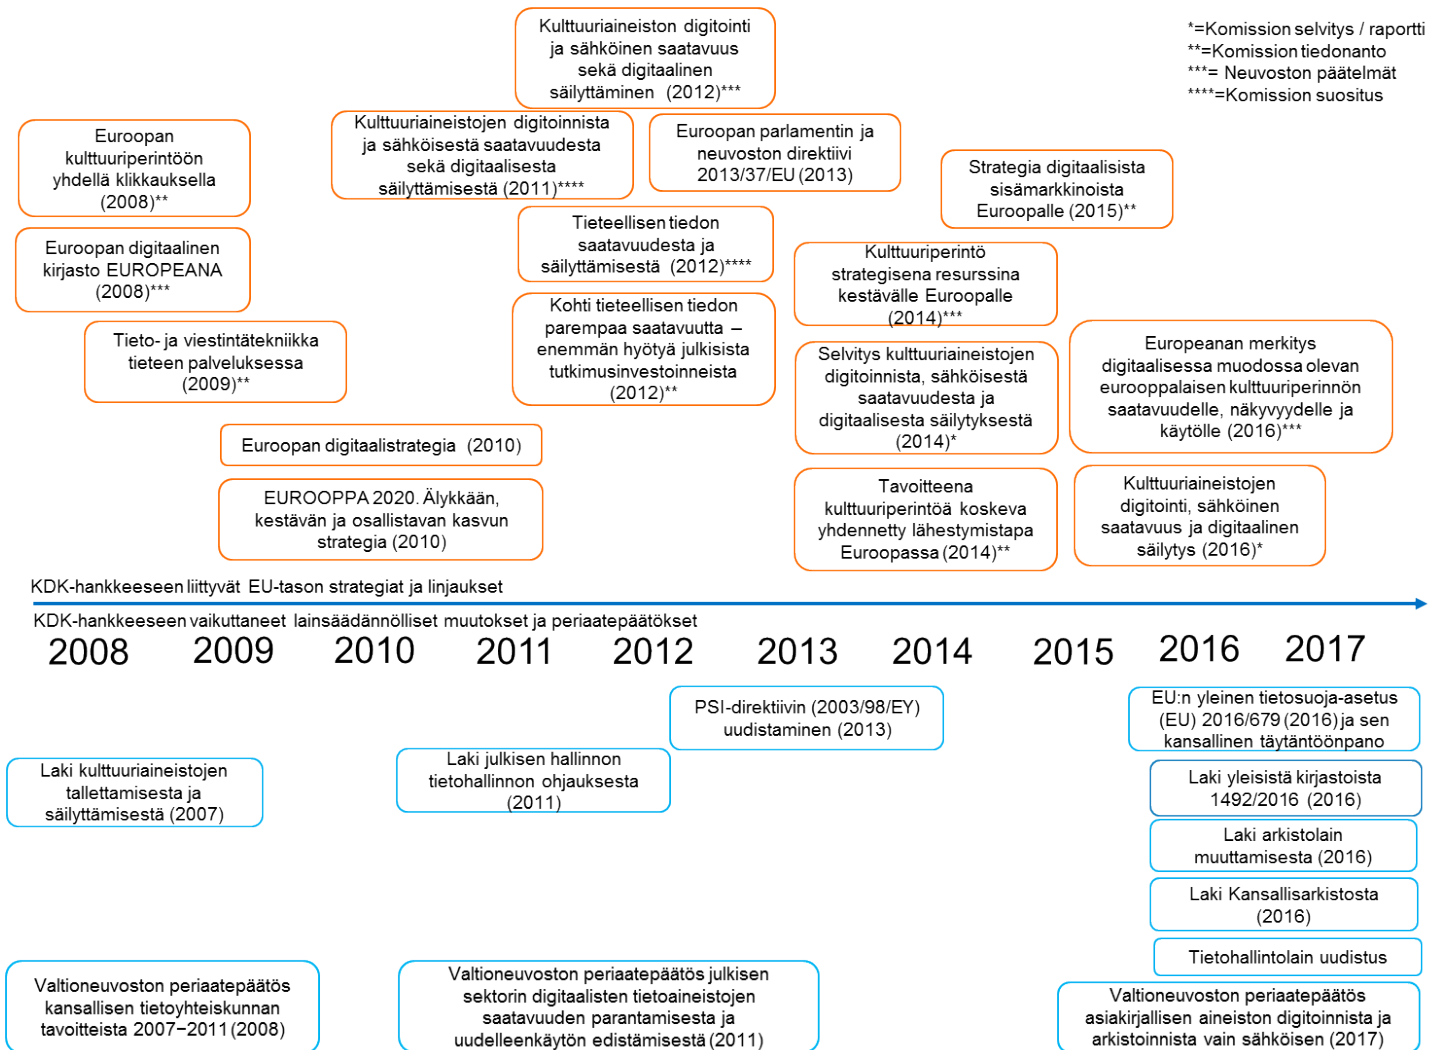 Kulttuuriaineiston digitointi
ja sähköinen saatavuus
sekä digitaalinen
säilyttäminen (2012)***
*=Komission selvitys / raportti
**=Komission tiedonanto
***= Neuvoston päätelmät
****=Komission suositus
Euroopan
kulttuuriperintöön
yhdellä klikkauksella
(2008)**
Kulttuuriaineistojen digitoinnista
ja sähköisestä saatavuudesta
sekä digitaalisesta
säilyttämisestä (2011)****
Euroopan parlamentin ja
neuvoston direktiivi
2013/37/EU (2013)
Strategia digitaalisista
sisämarkkinoista
Euroopalle (2015)**
Euroopan digitaalinen
kirjasto EUROPEANA
(2008)***
Tieteellisen tiedon
saatavuudesta ja
säilyttämisestä (2012)****
Kulttuuriperintö
strategisena resurssina
kestävälle Euroopalle
(2014)***
Tieto- ja viestintätekniikka
tieteen palveluksessa
(2009)**
Kohti tieteellisen tiedon
parempaa saatavuutta –
enemmän hyötyä julkisista
tutkimusinvestoinneista
(2012)**
Selvitys kulttuuriaineistojen
digitoinnista, sähköisestä
saatavuudesta ja
digitaalisesta säilytyksestä
(2014)*
Europeanan merkitys
digitaalisessa muodossa olevan
eurooppalaisen kulttuuriperinnön
saatavuudelle, näkyvyydelle ja
käytölle (2016)***
Euroopan digitaalistrategia (2010)
EUROOPPA 2020. Älykkään,
kestävän ja osallistavan kasvun
strategia (2010)
Tavoitteena
kulttuuriperintöä koskeva
yhdennetty lähestymistapa
Euroopassa (2014)**
Kulttuuriaineistojen
digitointi, sähköinen
saatavuus ja digitaalinen
säilytys (2016)*
KDK-hankkeeseen liittyvät EU-tason strategiat ja linjaukset
KDK-hankkeeseen vaikuttaneet lainsäädännölliset muutokset ja periaatepäätökset
2008 2009 2010 2011 2012 2013 2014 2015 2016 2017
PSI-direktiivin (2003/98/EY)
uudistaminen (2013)
EU:n yleinen tietosuoja-asetus
(EU) 2016/679 (2016) ja sen
kansallinen täytäntöönpano
Laki kulttuuriaineistojen
tallettamisesta ja
säilyttämisestä (2007)
Laki julkisen hallinnon
tietohallinnon ohjauksesta
(2011)
Laki yleisistä kirjastoista
1492/2016 (2016)
Laki arkistolain
muuttamisesta (2016)
Laki Kansallisarkistosta
(2016)
Tietohallintolain uudistus
Valtioneuvoston periaatepäätös
kansallisen tietoyhteiskunnan
tavoitteista 2007–2011 (2008)
Valtioneuvoston periaatepäätös julkisen
sektorin digitaalisten tietoaineistojen
saatavuuden parantamisesta ja
uudelleenkäytön edistämisestä (2011)
Valtioneuvoston periaatepäätös
asiakirjallisen aineiston digitoinnista ja
arkistoinnista vain sähköisen (2017)